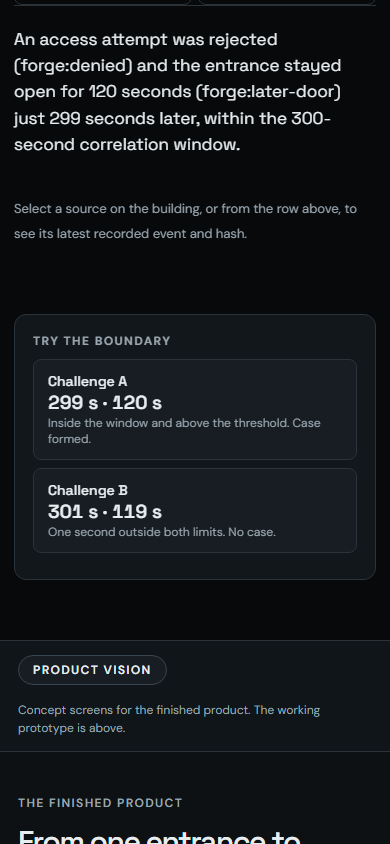 An access attempt was rejected
(forge:denied) and the entrance stayed
open for 120 seconds (forge:later-door)
just 299 seconds later, within the 300-
second correlation window.
Select a source on the building, or from the row above, to
see its latest recorded event and hash.
TRY THE BOUNDARY
Challenge A
299 s · 120 s
Inside the window and above the threshold. Case
formed.
Challenge B
301 s · 119 s
One second outside both limits. No case.
PRODUCT VISION
Concept screens for the finished product. The working
prototype is above.
THE FINISHED PRODUCT
From one entrance to